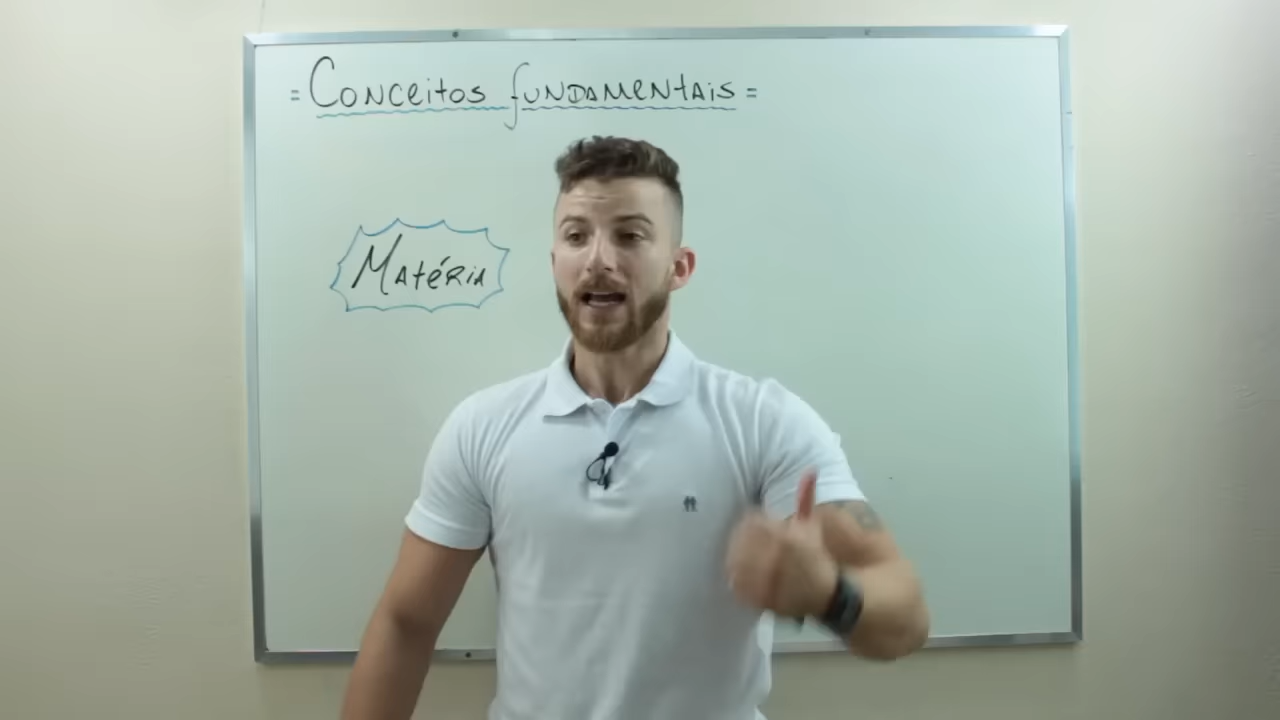 = Conceitos fundamentais =
Matéria